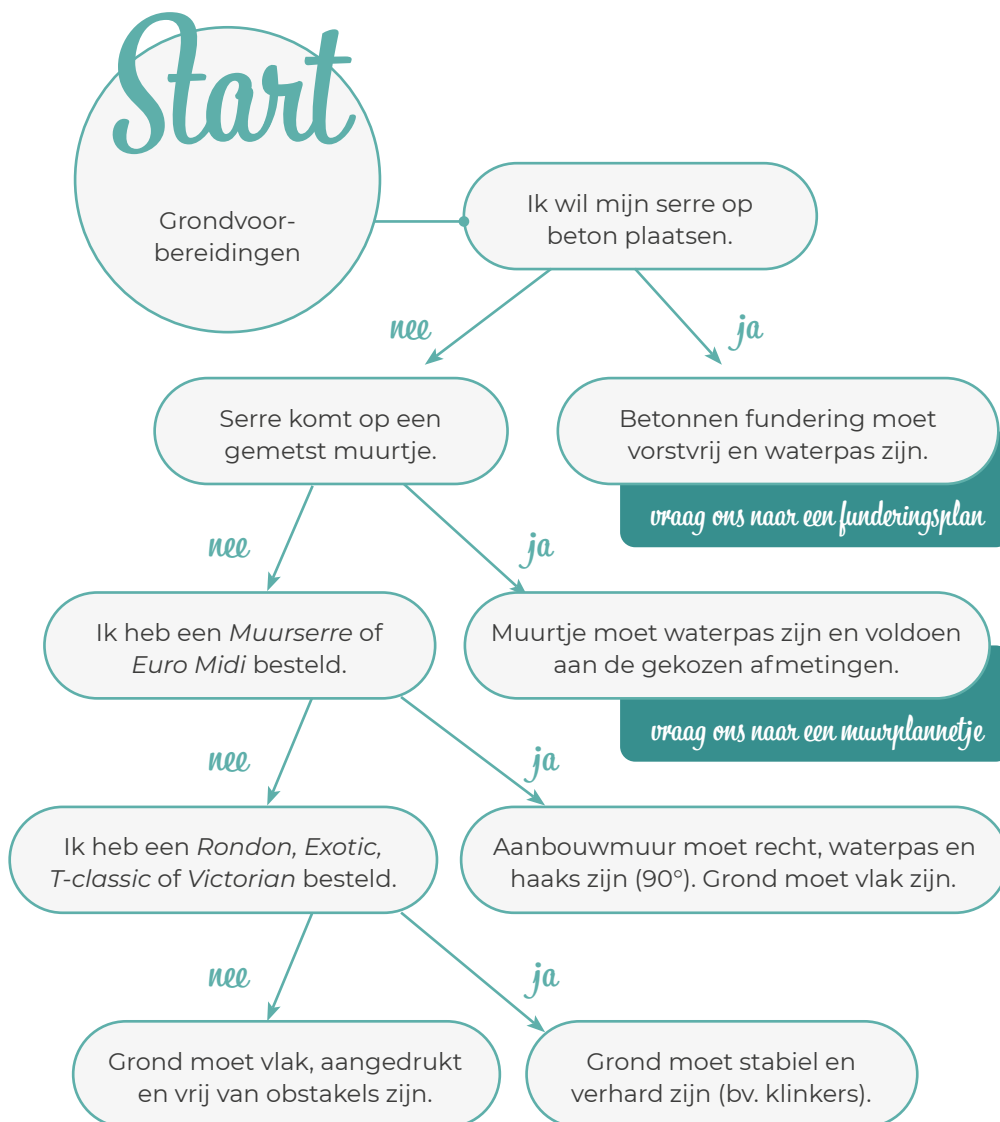 Start
Grondvoor-
bereidingen
Ik wil mijn serre op
beton plaatsen.
nee
ja
Serre komt op een
gemetst muurtje.
Betonnen fundering moet
vorstvrij en waterpas zijn.
vraag ons naar een funderingsplan
nee
ja
Ik heb een Muurserre of
Euro Midi besteld.
Muurtje moet waterpas zijn en voldoen
aan de gekozen afmetingen.
vraag ons naar een muurplannetje
nee
ja
Ik heb een Rondon, Exotic,
T-classic of Victorian besteld.
Aanbouwmuur moet recht, waterpas en
haaks zijn (90°). Grond moet vlak zijn.
nee
ja
Grond moet vlak, aangedrukt
en vrij van obstakels zijn.
Grond moet stabiel en
verhard zijn (bv. klinkers).